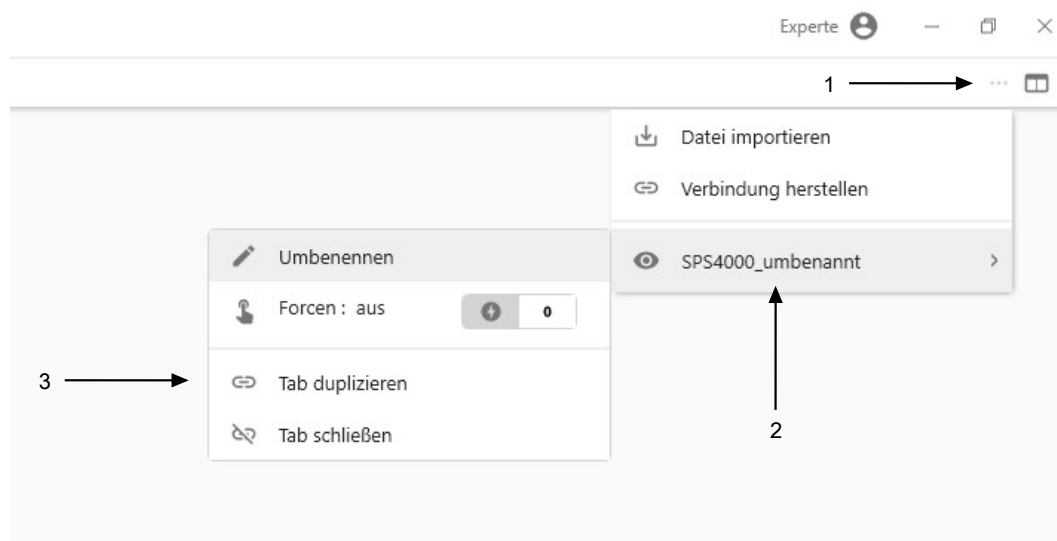 Experte
1
Datei importieren
Verbindung herstellen
SPS4000_umbenannt
2
Umbenennen
Forcen : aus 0
3
Tab duplizieren
Tab schließen